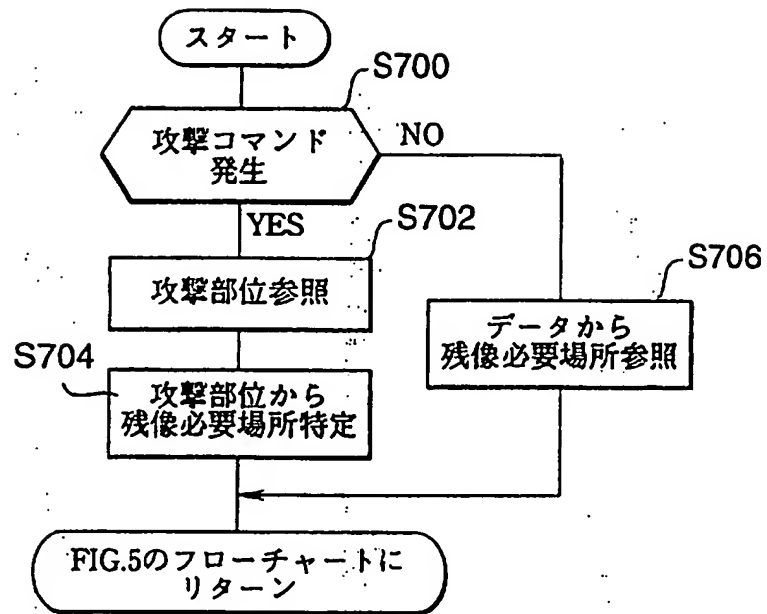 スタート
S700
攻撃コマンド
発生
NO
YES
S702
攻撃部位参照
S706
データから
残像必要場所参照
S704
攻撃部位から
残像必要場所特定
FIG.5のフローチャートに
リターン